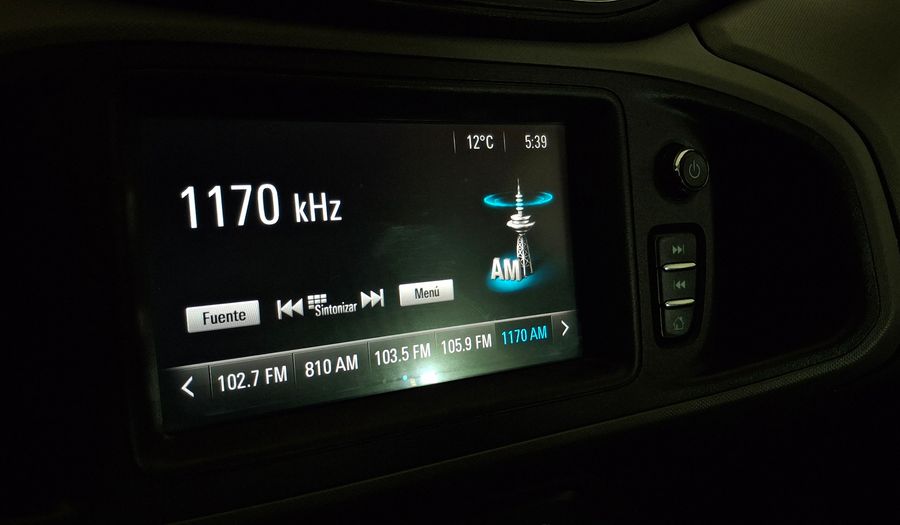 12°C 5:39
1170 kHz
AM
Fuente Sintonizar Menú
102.7 FM 810 AM 103.5 FM 105.9 FM 1170 AM